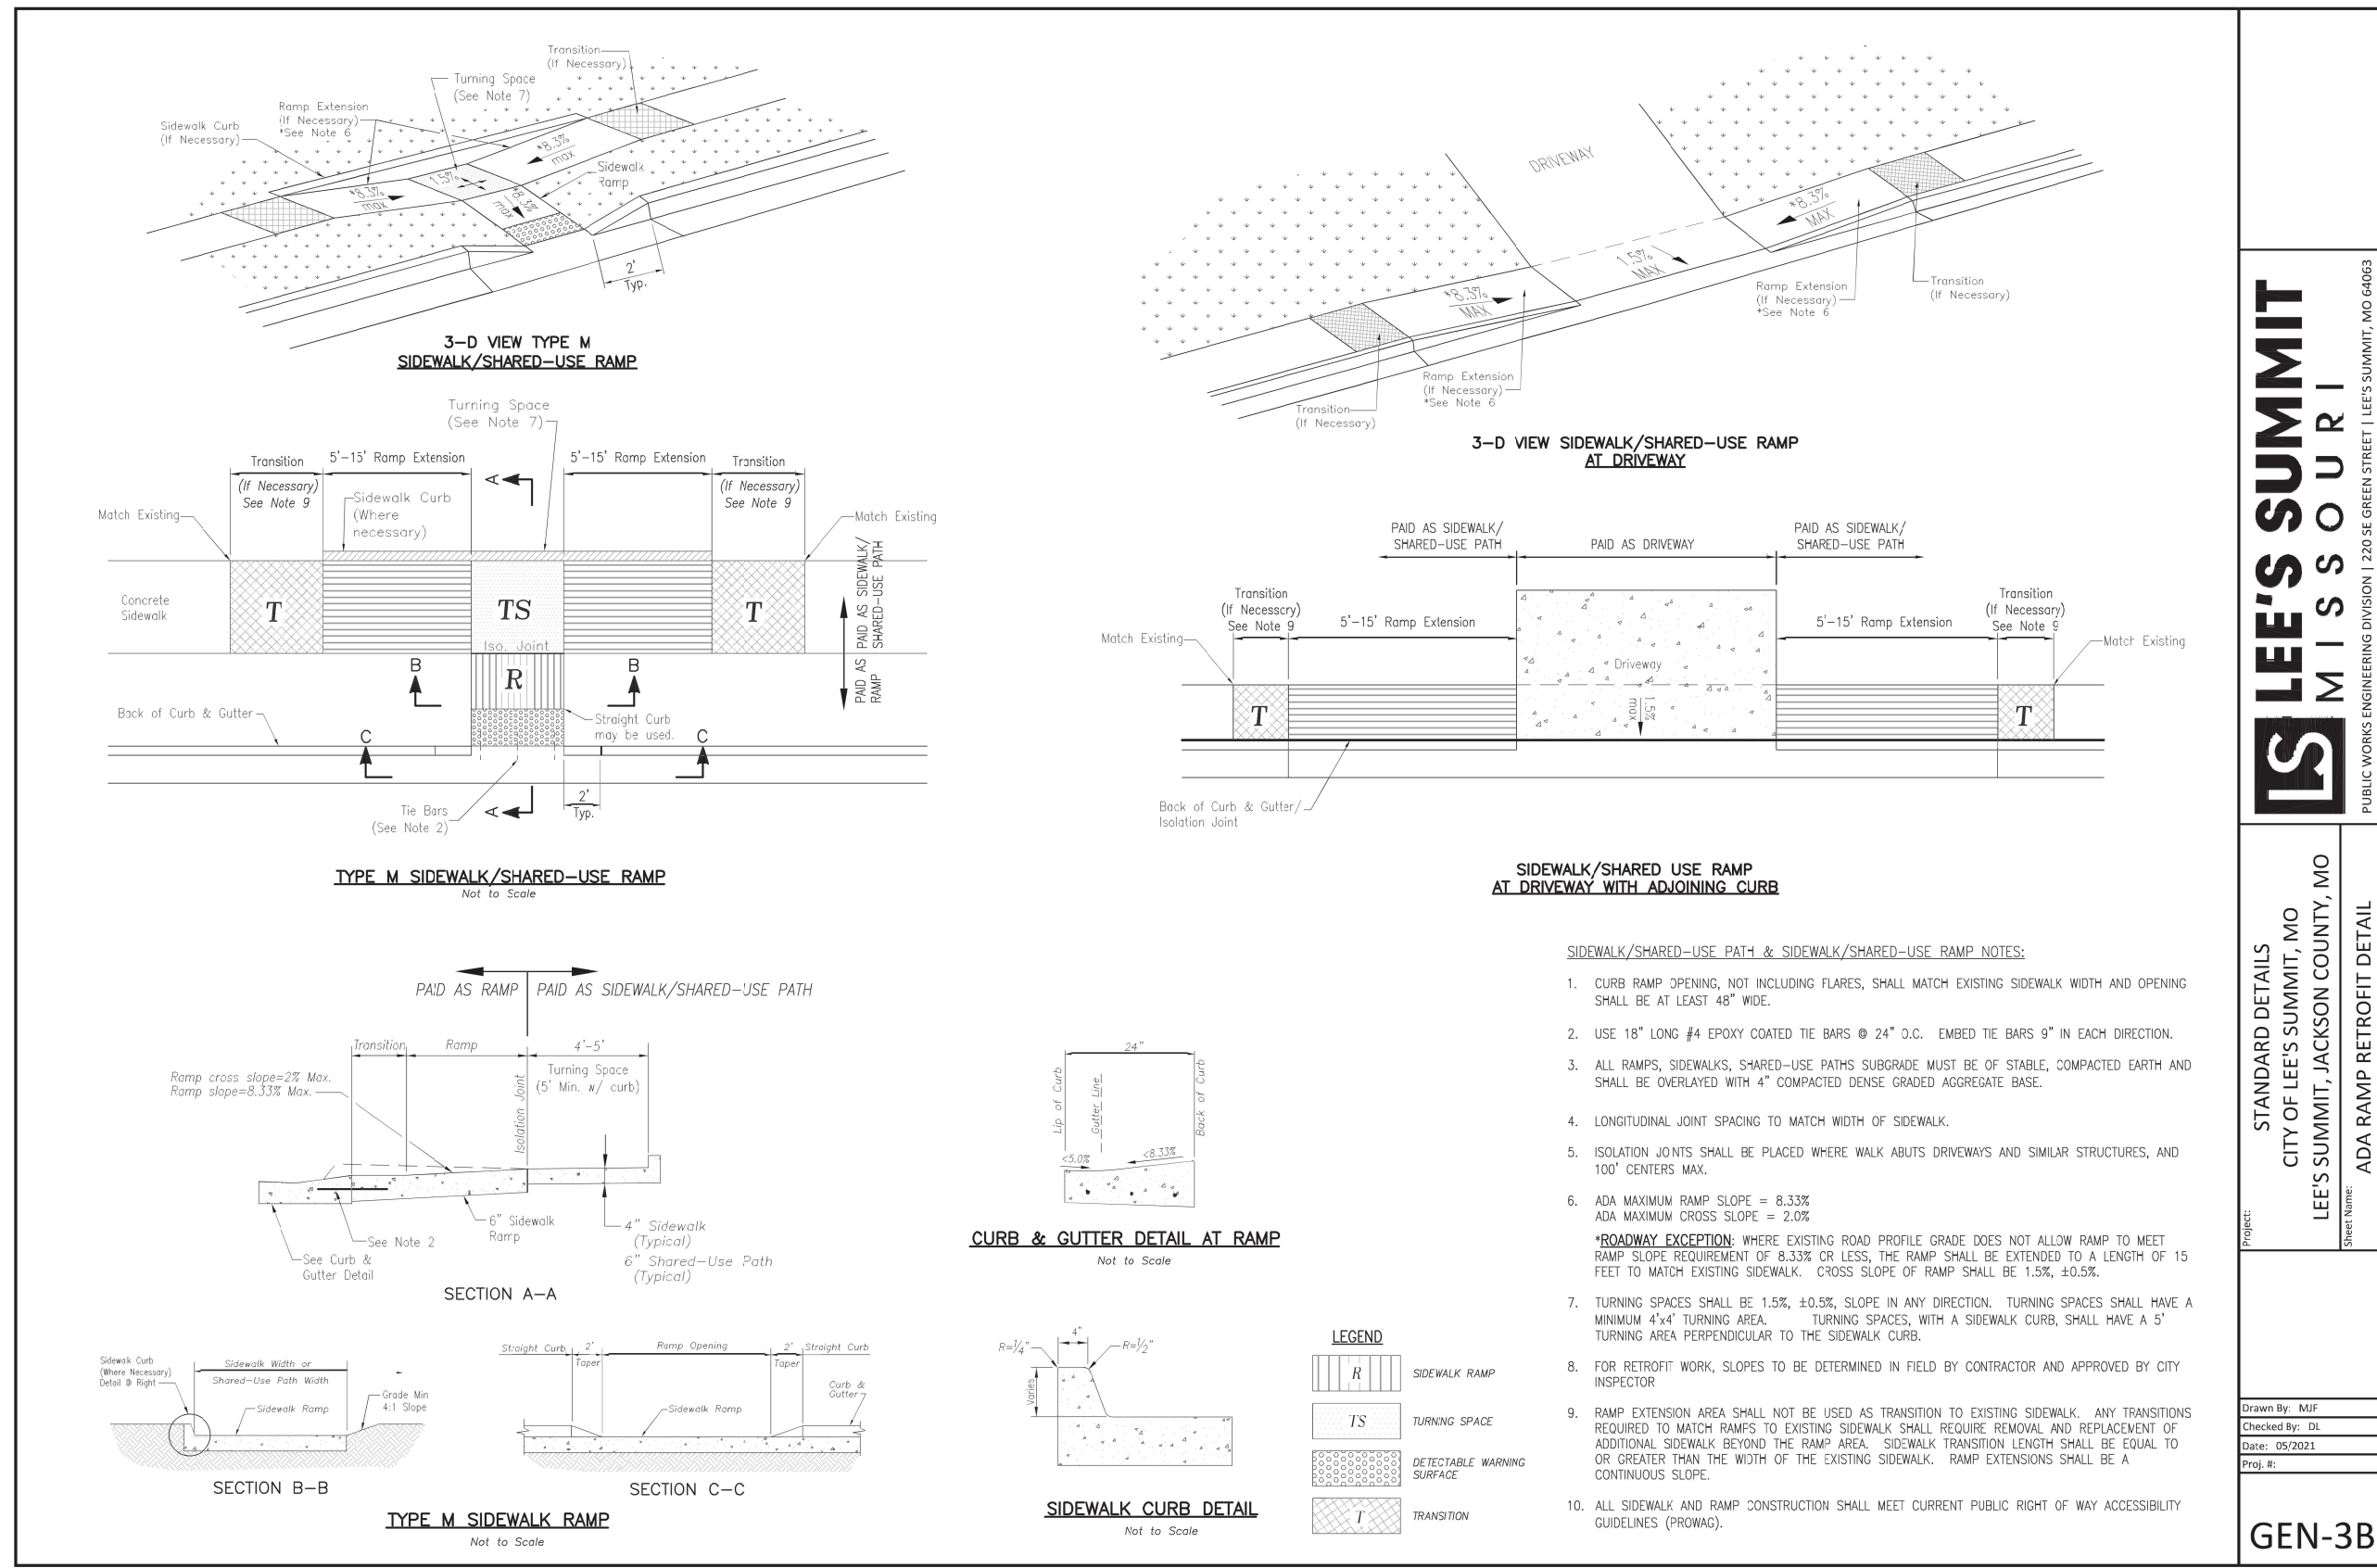 Transition
(If Necessary)
Turning Space
(See Note 7)
Ramp Extension
(If Necessary)
*See Note 6
Sidewalk Curb
(If Necessary)
*8.3%
max
Sidewalk
Ramp
1.5%
*8.3%
max
*8.3%
max
2'
Typ.
3-D VIEW TYPE M
SIDEWALK/SHARED-USE RAMP
DRIVEWAY
*8.3%
MAX
1.5%
MAX
*8.3%
MAX
Ramp Extension
(If Necessary)
*See Note 6
Transition
(If Necessary)
Ramp Extension
(If Necessary)
*See Note 6
Transition
(If Necessary)
3-D VIEW SIDEWALK/SHARED-USE RAMP
AT DRIVEWAY
Turning Space
(See Note 7)
Transition
(If Necessary)
See Note 9
5'-15' Ramp Extension
A
5'-15' Ramp Extension
Transition
(If Necessary)
See Note 9
Sidewalk Curb
(Where
necessary)
Match Existing
Match Existing
Concrete
Sidewalk
T
TS
T
Iso. Joint
PAID AS SIDEWALK/
SHARED-USE PATH
PAID AS
RAMP
B
R
B
Back of Curb & Gutter
Straight Curb
may be used.
C
C
Tie Bars
(See Note 2)
A
2'
Typ.
TYPE M SIDEWALK/SHARED-USE RAMP
Not to Scale
PAID AS SIDEWALK/
SHARED-USE PATH
PAID AS DRIVEWAY
PAID AS SIDEWALK/
SHARED-USE PATH
Transition
(If Necessary)
See Note 9
5'-15' Ramp Extension
5'-15' Ramp Extension
Transition
(If Necessary)
See Note 9
Match Existing
Match Existing
Driveway
T
1.5%
max
T
Back of Curb & Gutter/
Isolation Joint
SIDEWALK/SHARED USE RAMP
AT DRIVEWAY WITH ADJOINING CURB
PAID AS RAMP
PAID AS SIDEWALK/SHARED-USE PATH
Transition
Ramp
4'-5'
Turning Space
(5' Min. w/ curb)
Ramp cross slope=2% Max.
Ramp slope=8.33% Max.
Isolation Joint
6" Sidewalk
Ramp
See Note 2
See Curb &
Gutter Detail
4" Sidewalk
(Typical)
6" Shared-Use Path
(Typical)
SECTION A-A
24"
Lip of Curb
Gutter Line
Back of Curb
<5.0%
<8.33%
CURB & GUTTER DETAIL AT RAMP
Not to Scale
Sidewalk Curb
(Where Necessary)
Detail @ Right
Sidewalk Width or
Shared-Use Path Width
Sidewalk Ramp
Grade Min
4:1 Slope
SECTION B-B
Straight Curb
2'
Taper
Ramp Opening
2'
Taper
Straight Curb
Sidewalk Ramp
Curb &
Gutter
SECTION C-C
TYPE M SIDEWALK RAMP
Not to Scale
R=1/4"
4"
R=1/2"
Varies
SIDEWALK CURB DETAIL
Not to Scale
LEGEND
R
SIDEWALK RAMP
TS
TURNING SPACE
DETECTABLE WARNING
SURFACE
T
TRANSITION
SIDEWALK/SHARED-USE PATH & SIDEWALK/SHARED-USE RAMP NOTES:
1. CURB RAMP OPENING, NOT INCLUDING FLARES, SHALL MATCH EXISTING SIDEWALK WIDTH AND OPENING
SHALL BE AT LEAST 48" WIDE.
2. USE 18" LONG #4 EPOXY COATED TIE BARS @ 24" O.C. EMBED TIE BARS 9" IN EACH DIRECTION.
3. ALL RAMPS, SIDEWALKS, SHARED-USE PATHS SUBGRADE MUST BE OF STABLE, COMPACTED EARTH AND
SHALL BE OVERLAYED WITH 4" COMPACTED DENSE GRADED AGGREGATE BASE.
4. LONGITUDINAL JOINT SPACING TO MATCH WIDTH OF SIDEWALK.
5. ISOLATION JOINTS SHALL BE PLACED WHERE WALK ABUTS DRIVEWAYS AND SIMILAR STRUCTURES, AND
100' CENTERS MAX.
6. ADA MAXIMUM RAMP SLOPE = 8.33%
ADA MAXIMUM CROSS SLOPE = 2.0%
*ROADWAY EXCEPTION: WHERE EXISTING ROAD PROFILE GRADE DOES NOT ALLOW RAMP TO MEET
RAMP SLOPE REQUIREMENT OF 8.33% OR LESS, THE RAMP SHALL BE EXTENDED TO A LENGTH OF 15
FEET TO MATCH EXISTING SIDEWALK. CROSS SLOPE OF RAMP SHALL BE 1.5%, ±0.5%.
7. TURNING SPACES SHALL BE 1.5%, ±0.5%, SLOPE IN ANY DIRECTION. TURNING SPACES SHALL HAVE A
MINIMUM 4'x4' TURNING AREA. TURNING SPACES, WITH A SIDEWALK CURB, SHALL HAVE A 5'
TURNING AREA PERPENDICULAR TO THE SIDEWALK CURB.
8. FOR RETROFIT WORK, SLOPES TO BE DETERMINED IN FIELD BY CONTRACTOR AND APPROVED BY CITY
INSPECTOR
9. RAMP EXTENSION AREA SHALL NOT BE USED AS TRANSITION TO EXISTING SIDEWALK. ANY TRANSITIONS
REQUIRED TO MATCH RAMPS TO EXISTING SIDEWALK SHALL REQUIRE REMOVAL AND REPLACEMENT OF
ADDITIONAL SIDEWALK BEYOND THE RAMP AREA. SIDEWALK TRANSITION LENGTH SHALL BE EQUAL TO
OR GREATER THAN THE WIDTH OF THE EXISTING SIDEWALK. RAMP EXTENSIONS SHALL BE A
CONTINUOUS SLOPE.
10. ALL SIDEWALK AND RAMP CONSTRUCTION SHALL MEET CURRENT PUBLIC RIGHT OF WAY ACCESSIBILITY
GUIDELINES (PROWAG).
LS
LEE'S SUMMIT
MISSOURI
PUBLIC WORKS ENGINEERING DIVISION | 220 SE GREEN STREET | LEE'S SUMMIT, MO 64063
Project:
STANDARD DETAILS
CITY OF LEE'S SUMMIT, MO
LEE'S SUMMIT, JACKSON COUNTY, MO
Sheet Name:
ADA RAMP RETROFIT DETAIL
Drawn By: MJF
Checked By: DL
Date: 05/2021
Proj. #:
GEN-3B